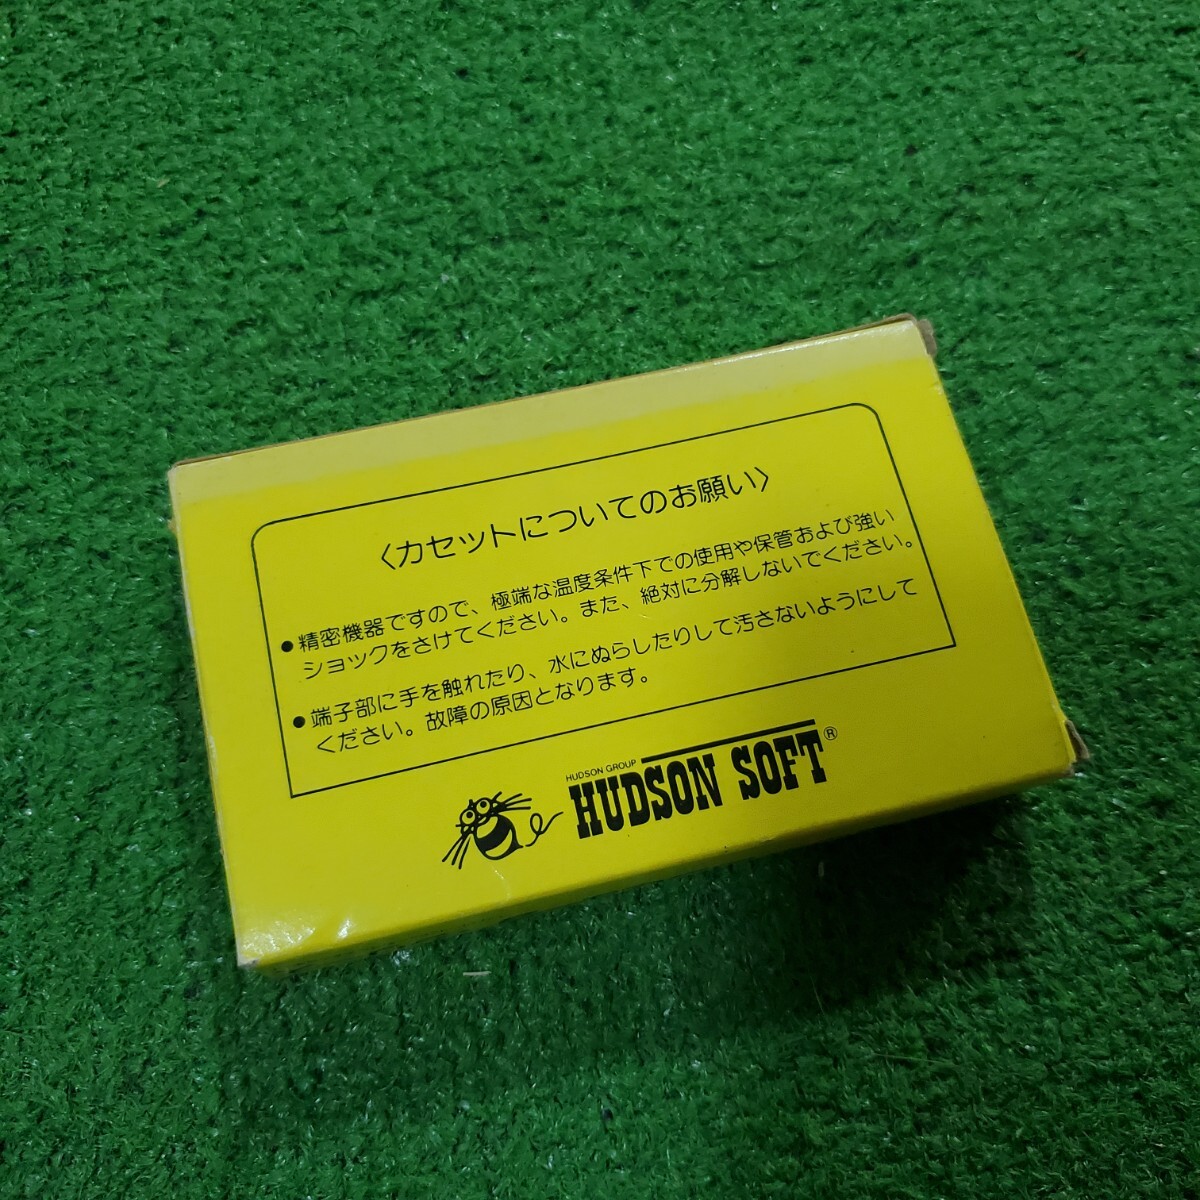 〈カセットについてのお願い〉
●精密機器ですので、極端な温度条件下での使用や保管および強い
ショックをさけてください。また、絶対に分解しないでください。
●端子部に手を触れたり、水にぬらしたりして汚さないようにして
ください。故障の原因となります。
HUDSON GROUP
HUDSON SOFT®